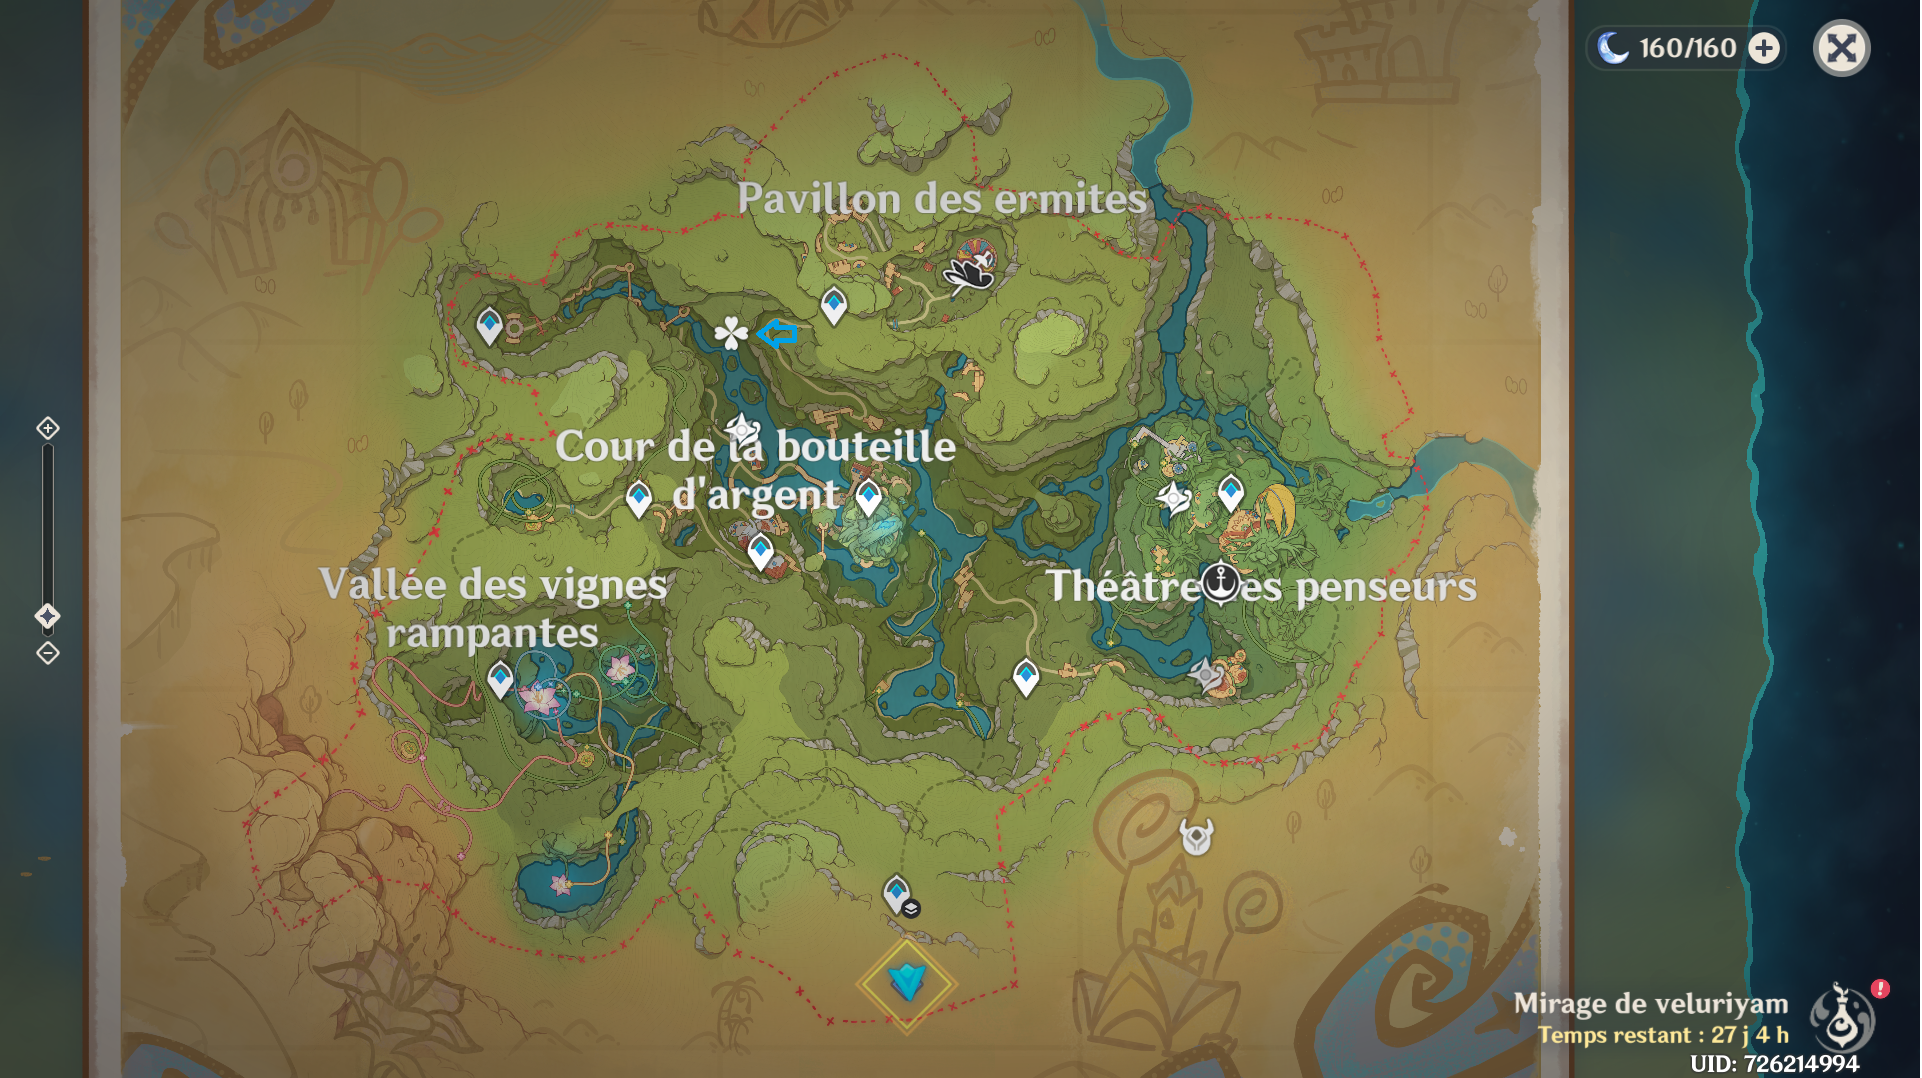 160/160
Pavillon des ermites
Cour de la bouteille
d'argent
Vallée des vignes
rampantes
Théâtre des penseurs
Mirage de veluriyam
Temps restant : 27 j 4 h
UID: 726214994